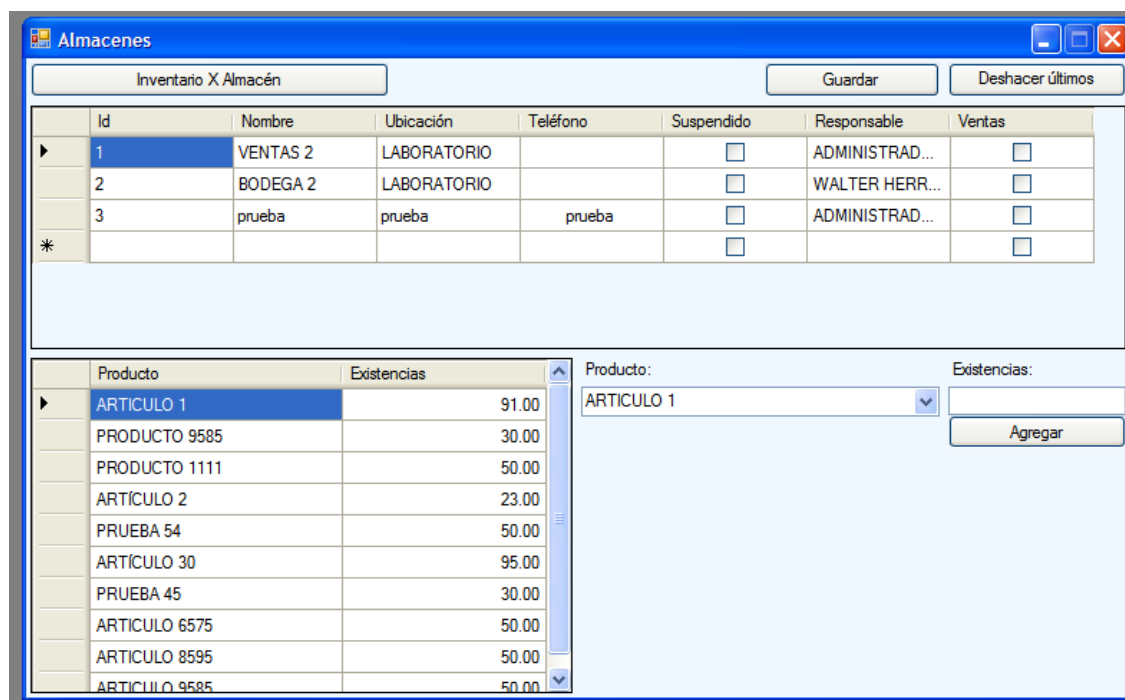 Almacenes
Inventario X Almacén Guardar Deshacer últimos
Id Nombre Ubicación Teléfono Suspendido Responsable Ventas
1 VENTAS 2 LABORATORIO ADMINISTRAD...
2 BODEGA 2 LABORATORIO WALTER HERR...
3 prueba prueba prueba ADMINISTRAD...
Producto Existencias Producto: Existencias:
ARTICULO 1 91.00 ARTICULO 1
PRODUCTO 9585 30.00 Agregar
PRODUCTO 1111 50.00
ARTÍCULO 2 23.00
PRUEBA 54 50.00
ARTÍCULO 30 95.00
PRUEBA 45 30.00
ARTICULO 6575 50.00
ARTICULO 8595 50.00
ARTICULO 9585 50.00